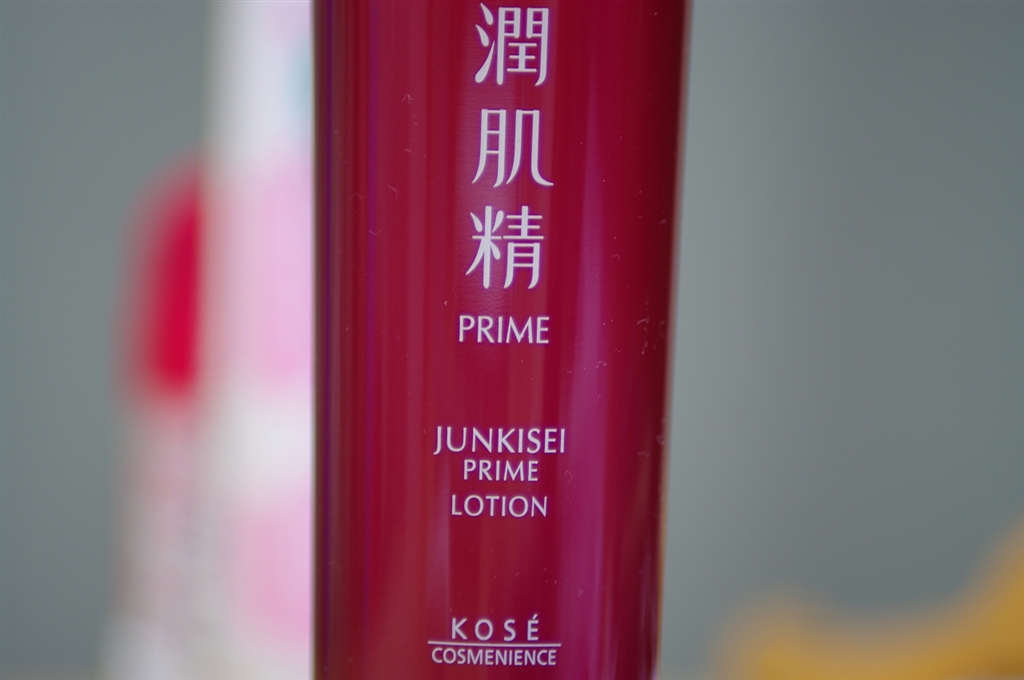 潤肌精
PRIME
JUNKISEI
PRIME
LOTION
KOSÉ
COSMENIENCE